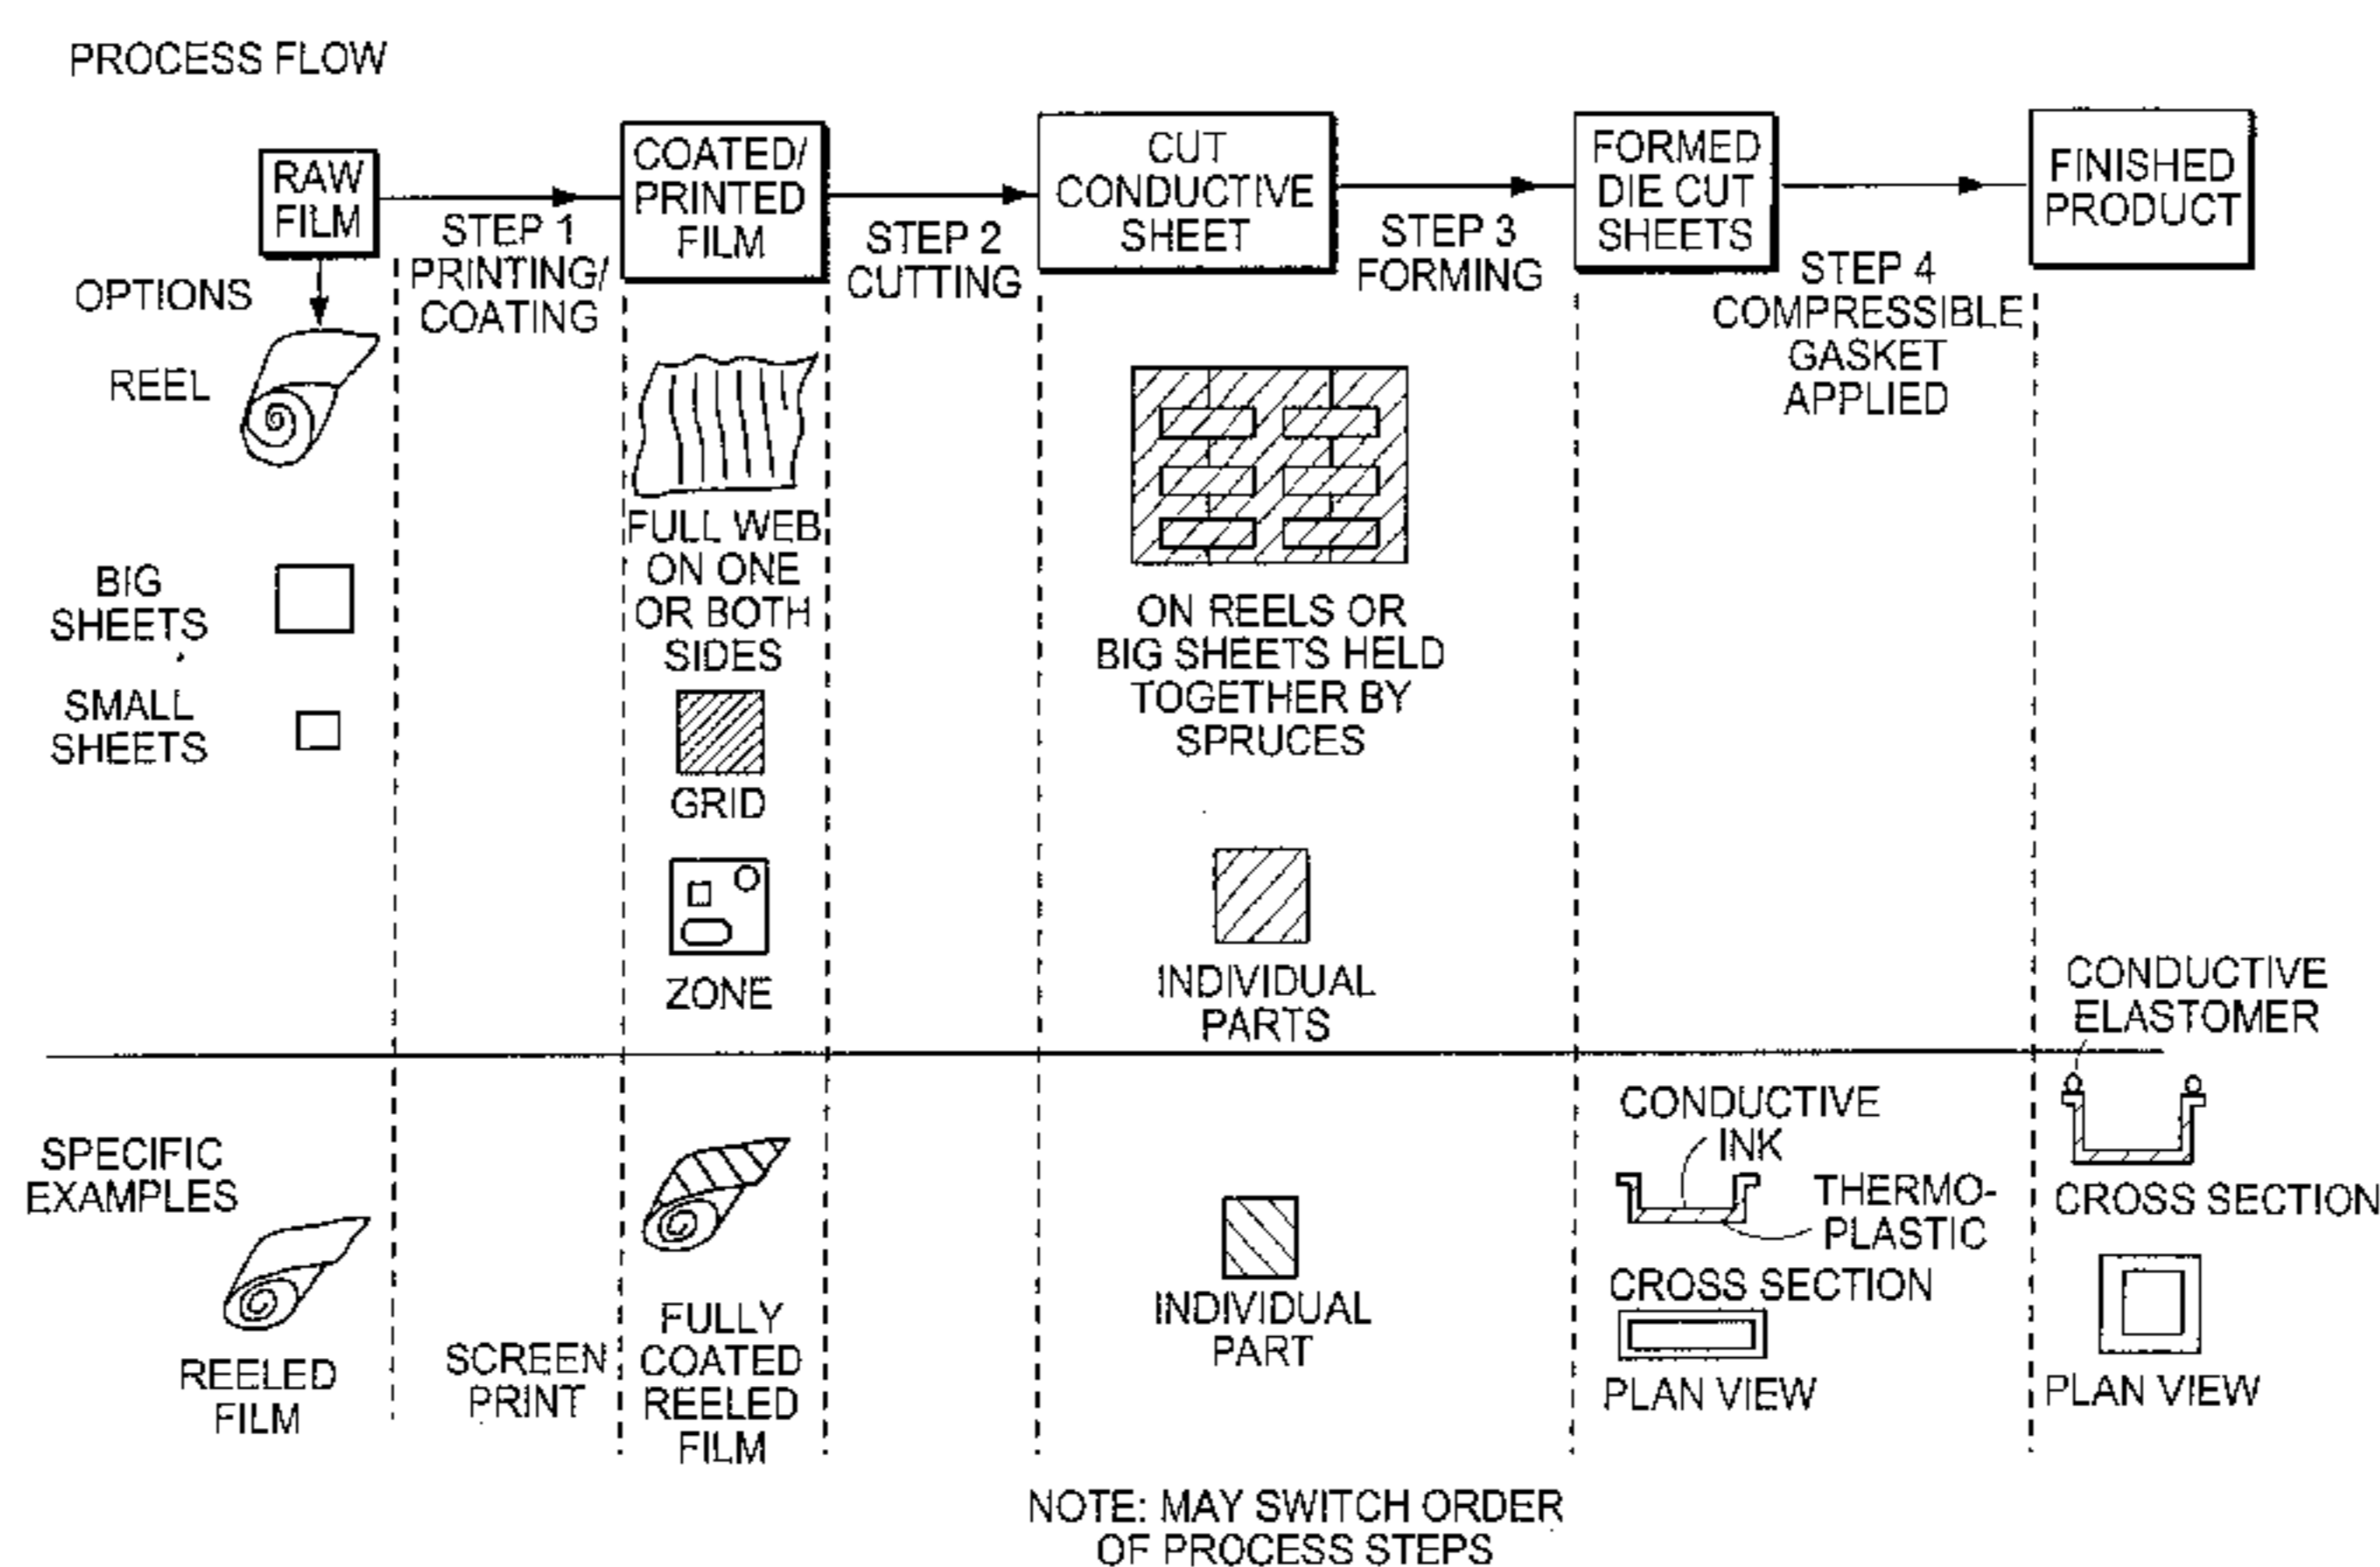 PROCESS FLOW
RAW
FILM
STEP 1
PRINTING/
COATING
COATED/
PRINTED
FILM
STEP 2
CUTTING
CUT
CONDUCTIVE
SHEET
STEP 3
FORMING
FORMED
DIE CUT
SHEETS
STEP 4
COMPRESSIBLE
GASKET
APPLIED
FINISHED
PRODUCT
OPTIONS
REEL
BIG
SHEETS
SMALL
SHEETS
FULL WEB
ON ONE
OR BOTH
SIDES
GRID
ZONE
ON REELS OR
BIG SHEETS HELD
TOGETHER BY
SPRUCES
INDIVIDUAL
PARTS
CONDUCTIVE
ELASTOMER
SPECIFIC
EXAMPLES
REELED
FILM
SCREEN
PRINT
FULLY
COATED
REELED
FILM
INDIVIDUAL
PART
CONDUCTIVE
INK
THERMO-
PLASTIC
CROSS SECTION
PLAN VIEW
CROSS SECTION
PLAN VIEW
NOTE: MAY SWITCH ORDER
OF PROCESS STEPS